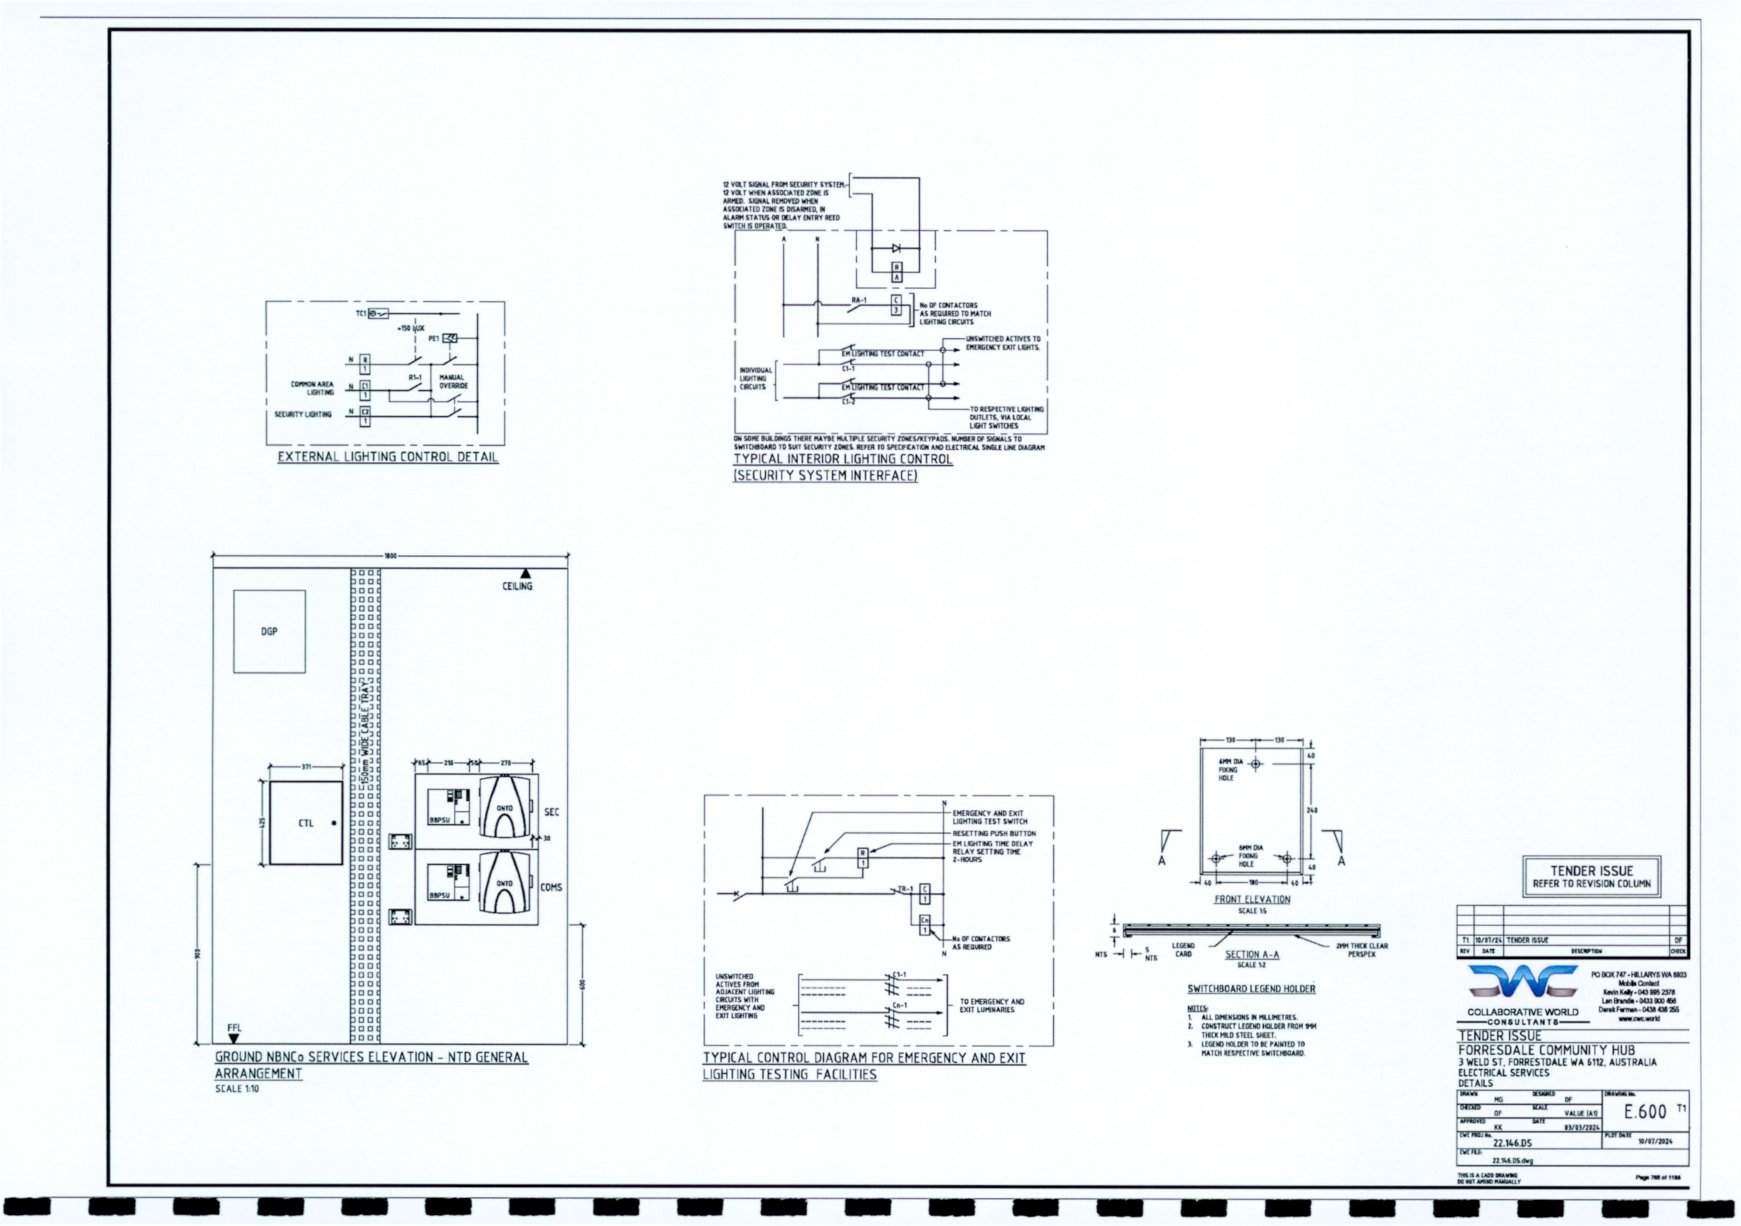 12 VOLT SIGNAL FROM SECURITY SYSTEM
12 VOLT WHEN ASSOCIATED ZONE IS
ARMED. SIGNAL REMOVED WHEN
ASSOCIATED ZONE IS DISARMED, IN
ALARM STATUS OR DELAY ENTRY REED
SWITCH IS OPERATED.
A
N
R
A
RA-1
C
3
No OF CONTACTORS
AS REQUIRED TO MATCH
LIGHTING CIRCUITS
UNSWITCHED ACTIVES TO
EMERGENCY EXIT LIGHTS.
EM LIGHTING TEST CONTACT
C1-1
INDIVIDUAL
LIGHTING
CIRCUITS
EM LIGHTING TEST CONTACT
C1-2
TO RESPECTIVE LIGHTING
OUTLETS, VIA LOCAL
LIGHT SWITCHES
ON SOME BUILDINGS THERE MAYBE MULTIPLE SECURITY ZONES/KEYPADS. NUMBER OF SIGNALS TO
SWITCHBOARD TO SUIT SECURITY ZONES. REFER TO SPECIFICATION AND ELECTRICAL SINGLE LINE DIAGRAM
TYPICAL INTERIOR LIGHTING CONTROL
(SECURITY SYSTEM INTERFACE)
TC1
+150 LUX
PE1
N
R
1
R1-1
MANUAL
OVERRIDE
COMMON AREA
LIGHTING
N
C1
1
SECURITY LIGHTING
N
C2
1
EXTERNAL LIGHTING CONTROL DETAIL
1800
CEILING
DGP
150mm WIDE CABLE TRAY
371
425
CTL
65
210
50
270
BBPSU
ONTD
SEC
30
BBPSU
ONTD
COMS
900
600
FFL
GROUND NBNCo SERVICES ELEVATION - NTD GENERAL
ARRANGEMENT
SCALE 1:10
N
EMERGENCY AND EXIT
LIGHTING TEST SWITCH
RESETTING PUSH BUTTON
EM LIGHTING TIME DELAY
RELAY SETTING TIME
2-HOURS
R
1
TR-1
C
1
Cn
1
No OF CONTACTORS
AS REQUIRED
N
UNSWITCHED
ACTIVES FROM
ADJACENT LIGHTING
CIRCUITS WITH
EMERGENCY AND
EXIT LIGHTING
C1-1
Cn-1
TO EMERGENCY AND
EXIT LUMINARIES
TYPICAL CONTROL DIAGRAM FOR EMERGENCY AND EXIT
LIGHTING TESTING FACILITIES
130
130
40
6MM DIA
FIXING
HOLE
240
A
A
6MM DIA
FIXING
HOLE
40
40
180
40
FRONT ELEVATION
SCALE 1:5
6
NTS
5
NTS
LEGEND
CARD
SECTION A-A
SCALE 1:2
2MM THICK CLEAR
PERSPEX
SWITCHBOARD LEGEND HOLDER
NOTES:
1. ALL DIMENSIONS IN MILLIMETRES.
2. CONSTRUCT LEGEND HOLDER FROM 1MM
THICK MILD STEEL SHEET.
3. LEGEND HOLDER TO BE PAINTED TO
MATCH RESPECTIVE SWITCHBOARD.
TENDER ISSUE
REFER TO REVISION COLUMN
T1 10/07/24 TENDER ISSUE DF
REV DATE DESCRIPTION CHECK
CWC
PO BOX 747 - HILLARYS WA 6923
Mobile Contact
Kevin Kelly - 043 995 2378
Len Brandis - 0433 900 456
Derek Farman - 0438 438 255
www.cwc.world
COLLABORATIVE WORLD
CONSULTANTS
TENDER ISSUE
FORRESDALE COMMUNITY HUB
3 WELD ST, FORRESTDALE WA 6112, AUSTRALIA
ELECTRICAL SERVICES
DETAILS
DRAWN MG DESIGNED DF DRAWING No.
CHECKED DF SCALE VALUE (A1) E.600 T1
APPROVED KK DATE 03/03/2024
CWC PROJ No. 22.146.DS PLOT DATE 10/07/2024
CWC FILE: 22.146.DS.dwg
THIS IS A CADD DRAWING
DO NOT AMEND MANUALLY